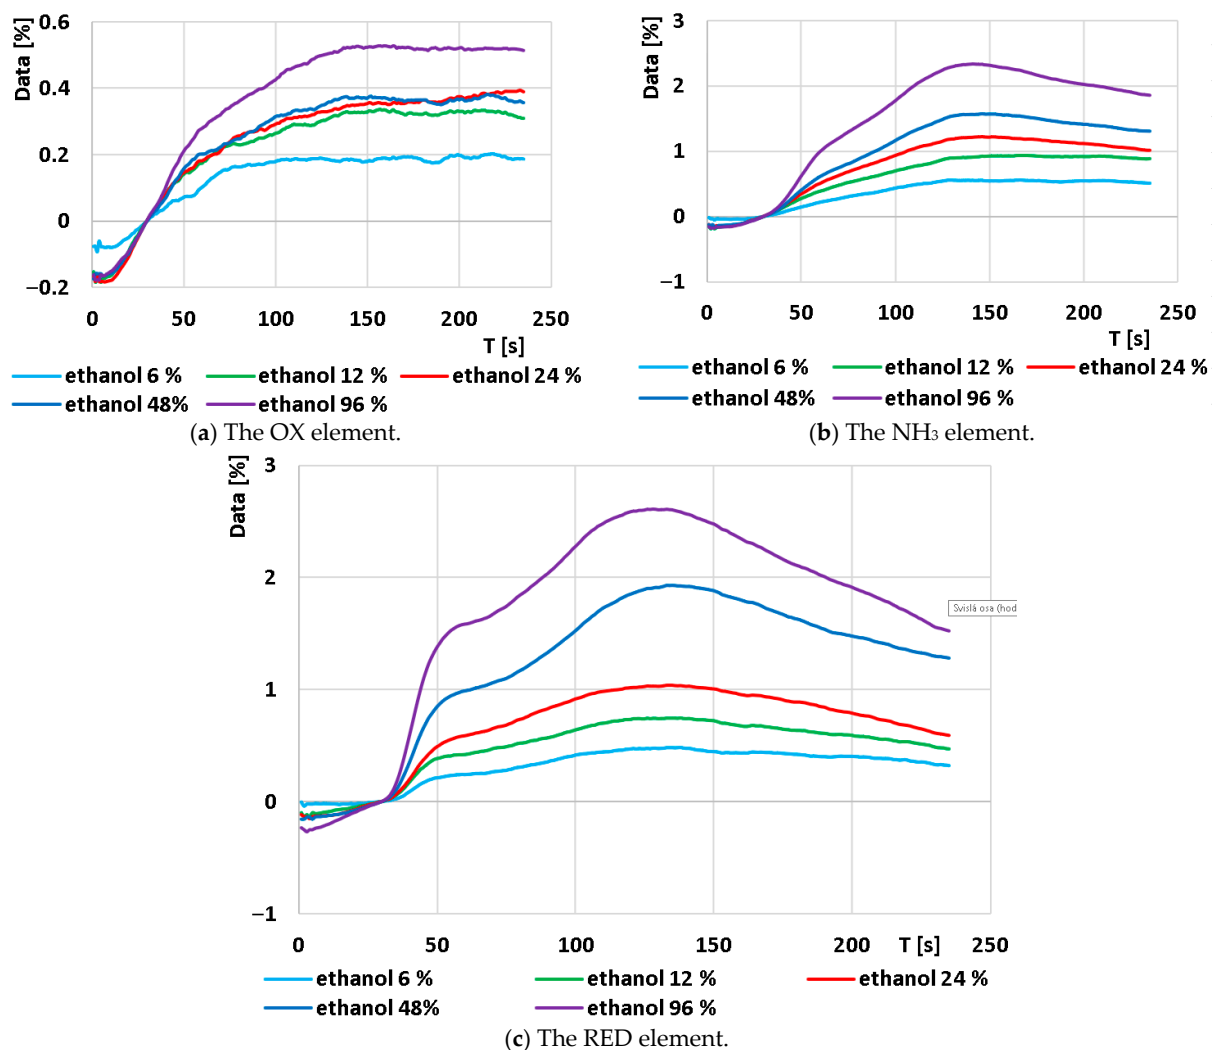 Data [%]
0.6
0.4
0.2
0
−0.2
0 50 100 150 200 250
T [s]
ethanol 6 % ethanol 12 % ethanol 24 %
ethanol 48% ethanol 96 %
(a) The OX element.
Data [%]
3
2
1
0
−1
0 50 100 150 200 250
T [s]
ethanol 6 % ethanol 12 % ethanol 24 %
ethanol 48% ethanol 96 %
(b) The NH₃ element.
Data [%]
3
2
1
0
−1
Svislá osa (hod
0 50 100 150 200 T [s] 250
ethanol 6 % ethanol 12 % ethanol 24 %
ethanol 48% ethanol 96 %
(c) The RED element.